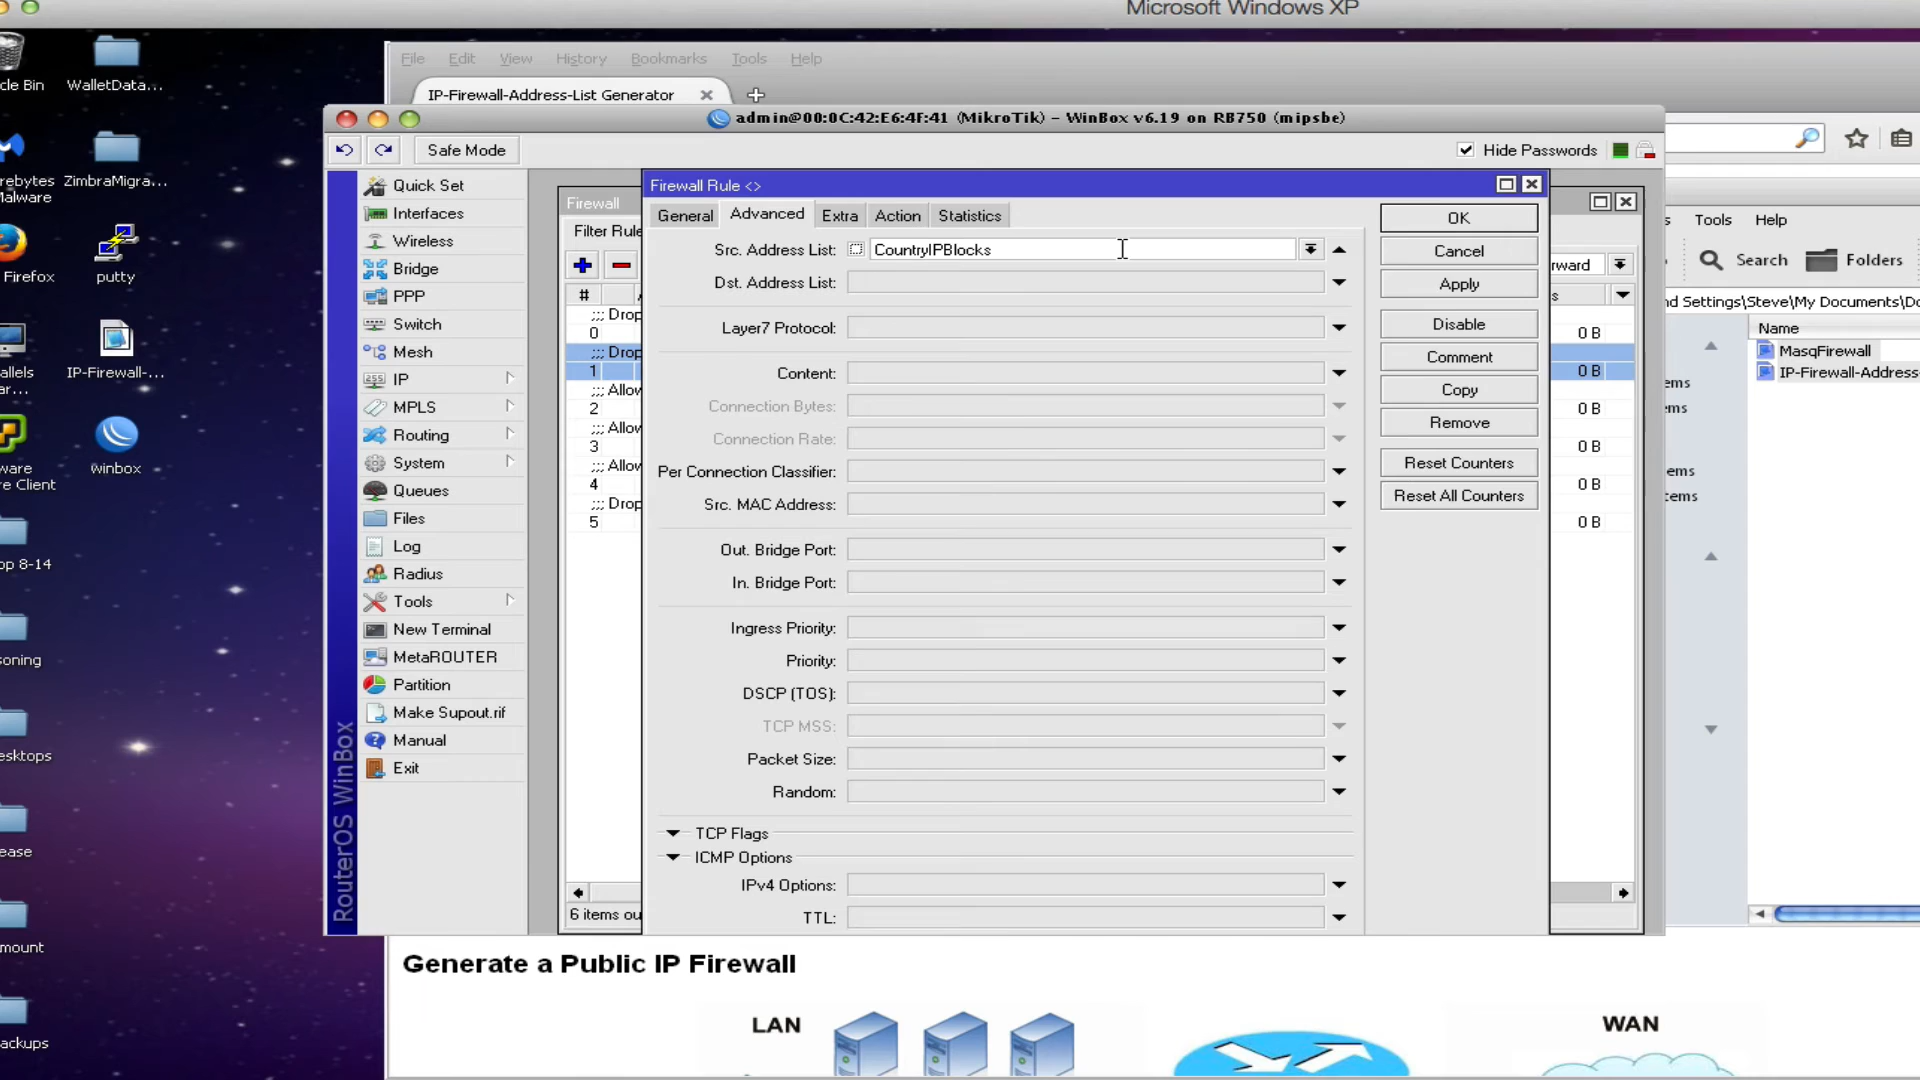 Microsoft Windows XP
File Edit View History Bookmarks Tools Help
IP-Firewall-Address-List Generator
admin@00:0C:42:E6:4F:41 (MikroTik) - WinBox v6.19 on RB750 (mipsbe)
Safe Mode
Hide Passwords
cle Bin
WalletData...
rebytes
alware
ZimbraMigra...
Firefox
putty
allels
ar...
IP-Firewall-...
ware
re Client
winbox
op 8-14
oning
esktops
ease
mount
ackups
RouterOS WinBox
Quick Set
Interfaces
Wireless
Bridge
PPP
Switch
Mesh
IP
MPLS
Routing
System
Queues
Files
Log
Radius
Tools
New Terminal
MetaROUTER
Partition
Make Supout.rif
Manual
Exit
Firewall
Filter Rule
#
;;; Drop
0
;;; Drop
1
;;; Allow
2
;;; Allow
3
;;; Allow
4
;;; Drop
5
6 items ou
Firewall Rule <>
General Advanced Extra Action Statistics
Src. Address List: CountryIPBlocks
Dst. Address List:
Layer7 Protocol:
Content:
Connection Bytes:
Connection Rate:
Per Connection Classifier:
Src. MAC Address:
Out. Bridge Port:
In. Bridge Port:
Ingress Priority:
Priority:
DSCP (TOS):
TCP MSS:
Packet Size:
Random:
TCP Flags
ICMP Options
IPv4 Options:
TTL:
OK
Cancel
Apply
Disable
Comment
Copy
Remove
Reset Counters
Reset All Counters
rward
s
0 B
0 B
0 B
0 B
0 B
0 B
s Tools Help
Search Folders
nd Settings\Steve\My Documents\Do
Name
MasqFirewall
IP-Firewall-Address-
ems
ms
ems
tems
Generate a Public IP Firewall
LAN
WAN